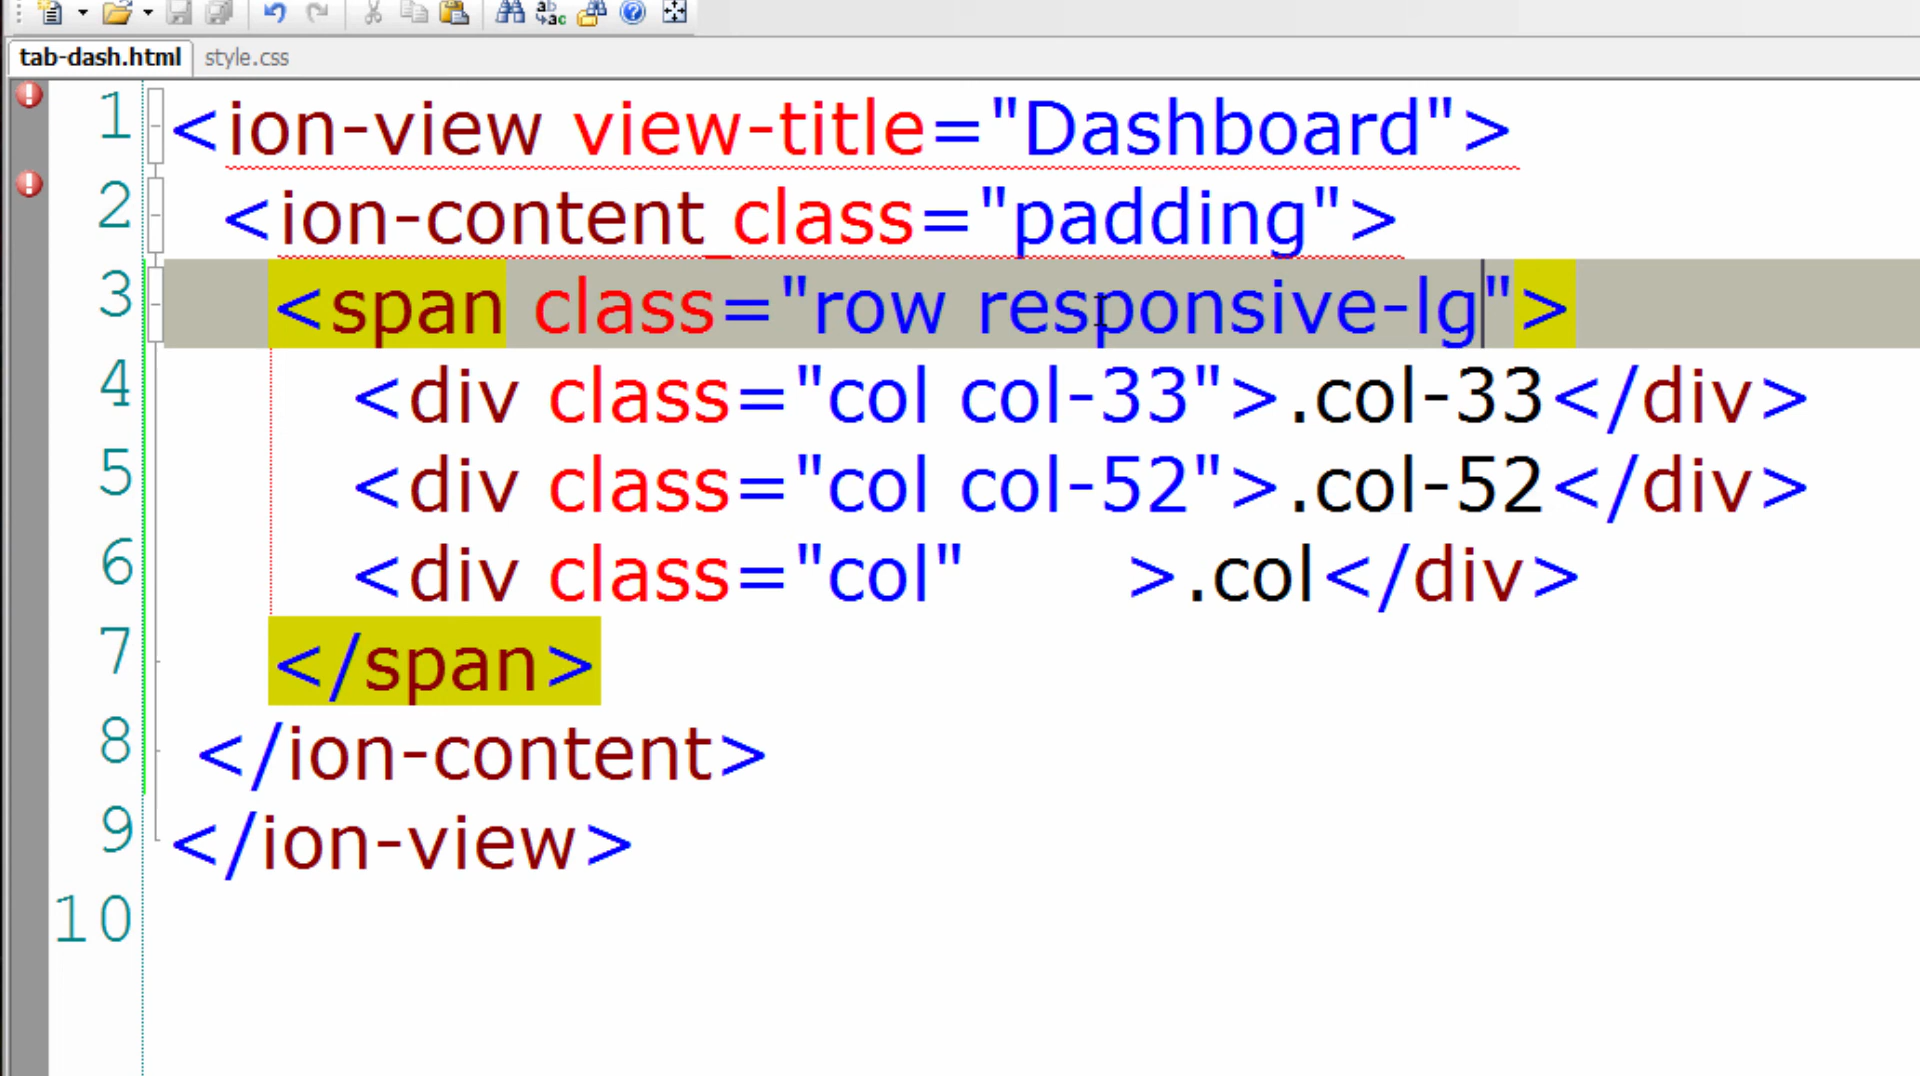 tab-dash.html style.css
1 <ion-view view-title="Dashboard">
2 <ion-content class="padding">
3 <span class="row responsive-lg">
4 <div class="col col-33">.col-33</div>
5 <div class="col col-52">.col-52</div>
6 <div class="col" >.col</div>
7 </span>
8 </ion-content>
9 </ion-view>
10